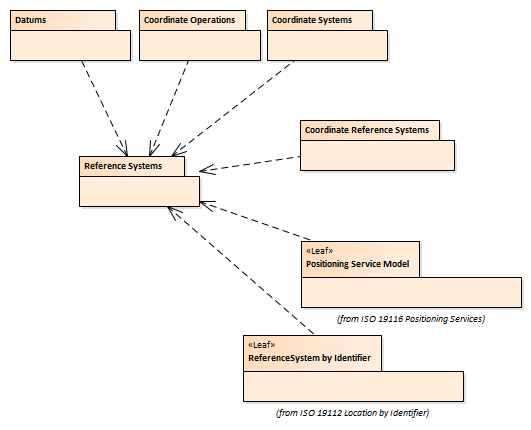 Datums
Coordinate Operations
Coordinate Systems
Coordinate Reference Systems
Reference Systems
«Leaf»
Positioning Service Model
(from ISO 19116 Positioning Services)
«Leaf»
ReferenceSystem by Identifier
(from ISO 19112 Location by Identifier)